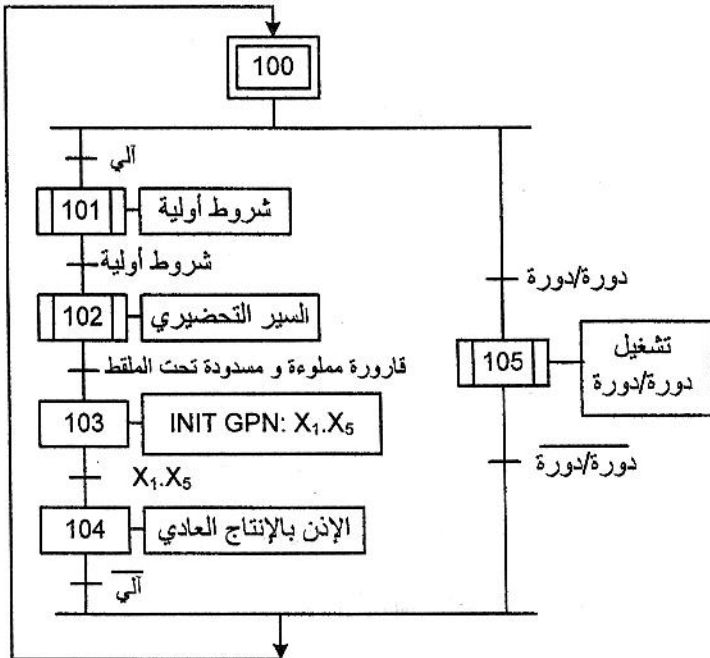 100
آلي
101
شروط أولية
شروط أولية
102
السير التحضيري
قارورة مملوءة و مسدودة تحت الملقط
103
INIT GPN: X₁.X₅
X₁.X₅
104
الإذن بالإنتاج العادي
آلي
دورة/دورة
105
تشغيل
دورة/دورة
دورة/دورة